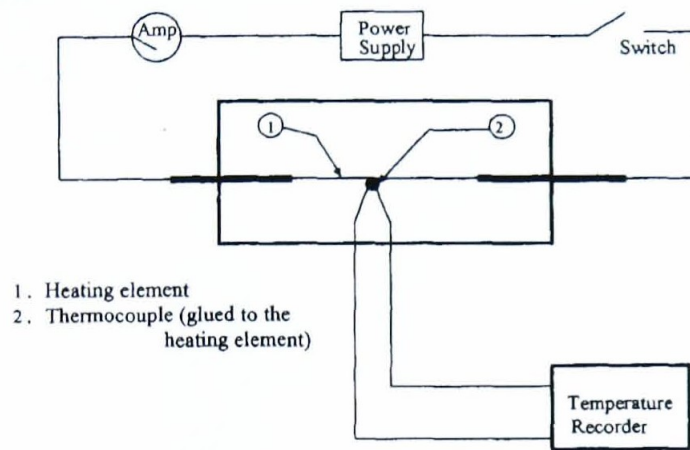 Amp
Power
Supply
Switch
1
2
1. Heating element
2. Thermocouple (glued to the
heating element)
Temperature
Recorder